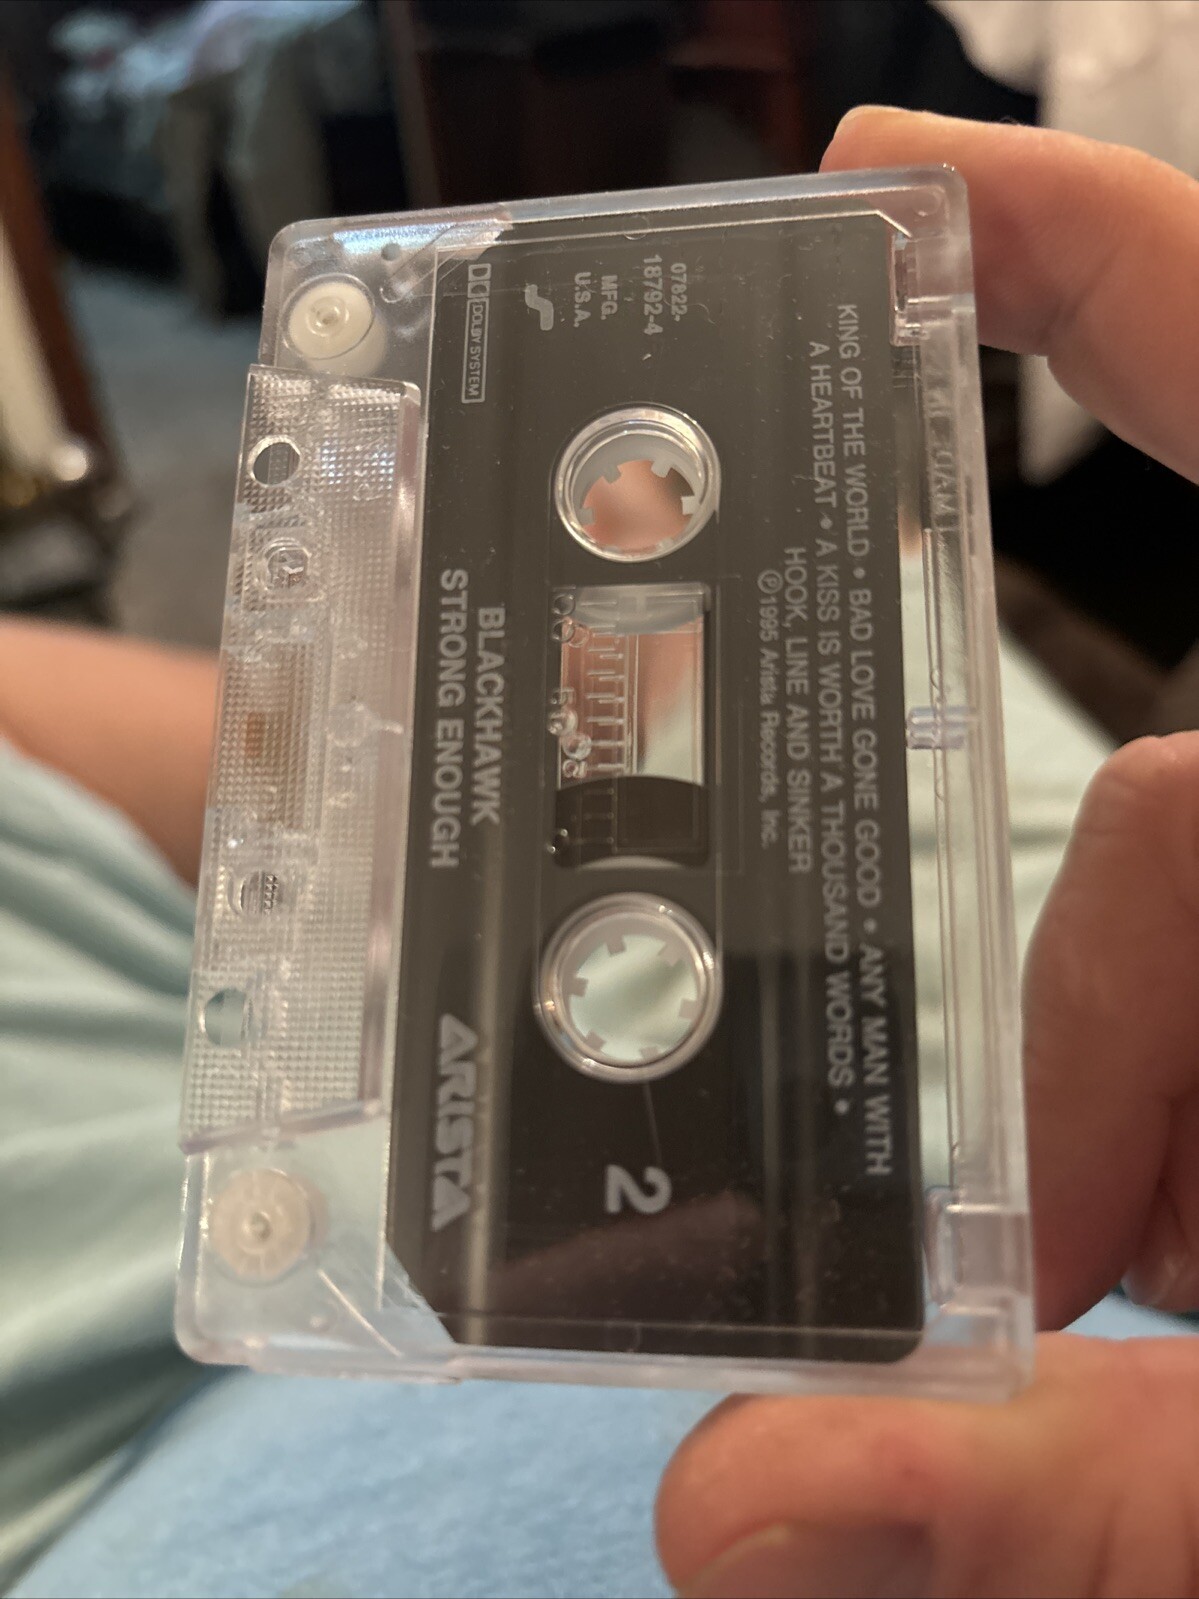 KING OF THE WORLD • BAD LOVE GONE GOOD • ANY MAN WITH
A HEARTBEAT • A KISS IS WORTH A THOUSAND WORDS •
HOOK, LINE AND SINKER
℗ 1995 Arista Records, Inc.
07822-
18792-4
MFG.
U.S.A.
2
DOLBY SYSTEM
BLACKHAWK
STRONG ENOUGH
ARISTA